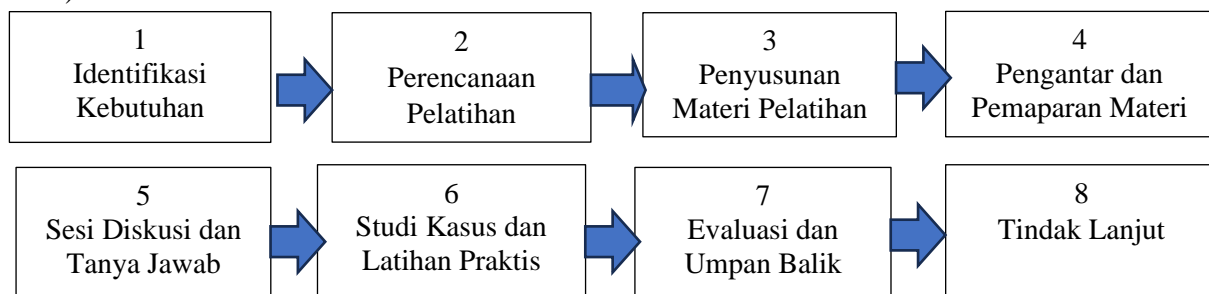 1
Identifikasi
Kebutuhan
2
Perencanaan
Pelatihan
3
Penyusunan
Materi Pelatihan
4
Pengantar dan
Pemaparan Materi
5
Sesi Diskusi dan
Tanya Jawab
6
Studi Kasus dan
Latihan Praktis
7
Evaluasi dan
Umpan Balik
8
Tindak Lanjut